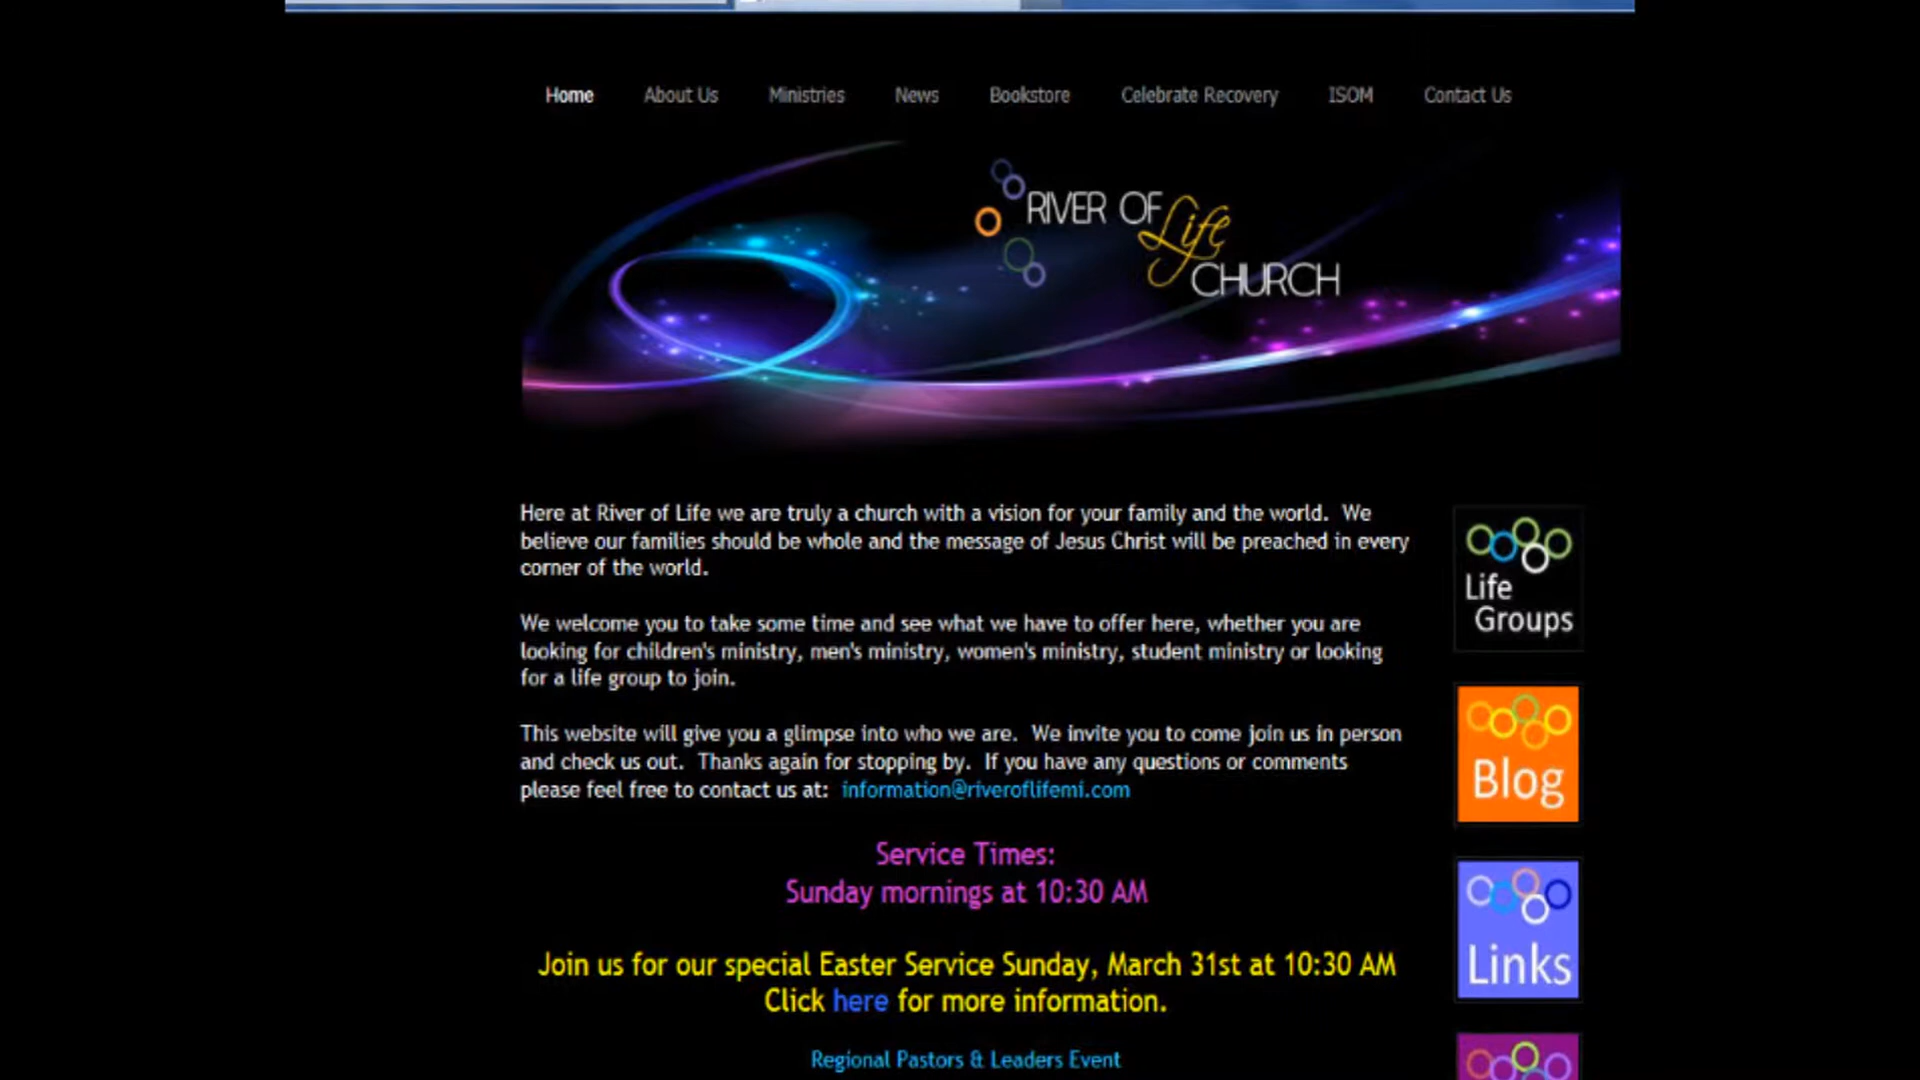 Home About Us Ministries News Bookstore Celebrate Recovery ISOM Contact Us
RIVER OF
Life
CHURCH
Here at River of Life we are truly a church with a vision for your family and the world. We
believe our families should be whole and the message of Jesus Christ will be preached in every
corner of the world.
We welcome you to take some time and see what we have to offer here, whether you are
looking for children's ministry, men's ministry, women's ministry, student ministry or looking
for a life group to join.
This website will give you a glimpse into who we are. We invite you to come join us in person
and check us out. Thanks again for stopping by. If you have any questions or comments
please feel free to contact us at: information@riveroflifemi.com
Service Times:
Sunday mornings at 10:30 AM
Join us for our special Easter Service Sunday, March 31st at 10:30 AM
Click here for more information.
Regional Pastors & Leaders Event
Life
Groups
Blog
Links